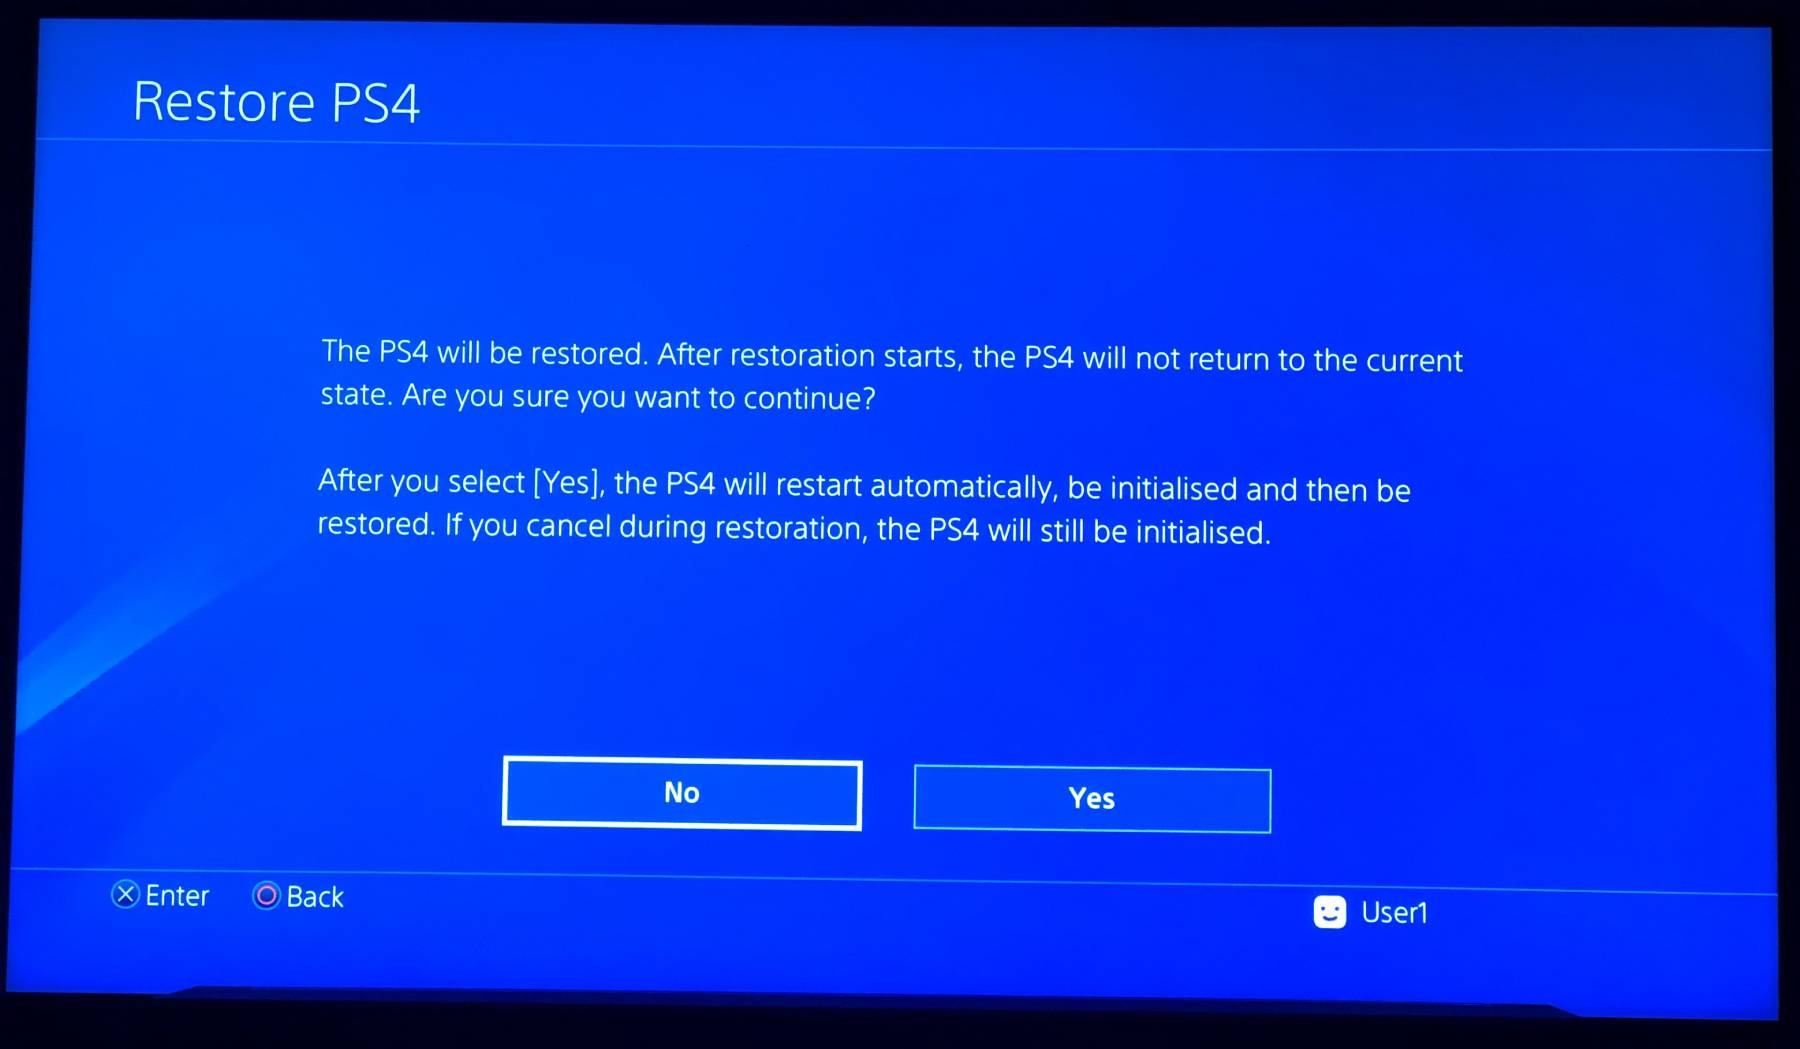 Restore PS4
The PS4 will be restored. After restoration starts, the PS4 will not return to the current
state. Are you sure you want to continue?
After you select [Yes], the PS4 will restart automatically, be initialised and then be
restored. If you cancel during restoration, the PS4 will still be initialised.
No
Yes
Enter
Back
User1